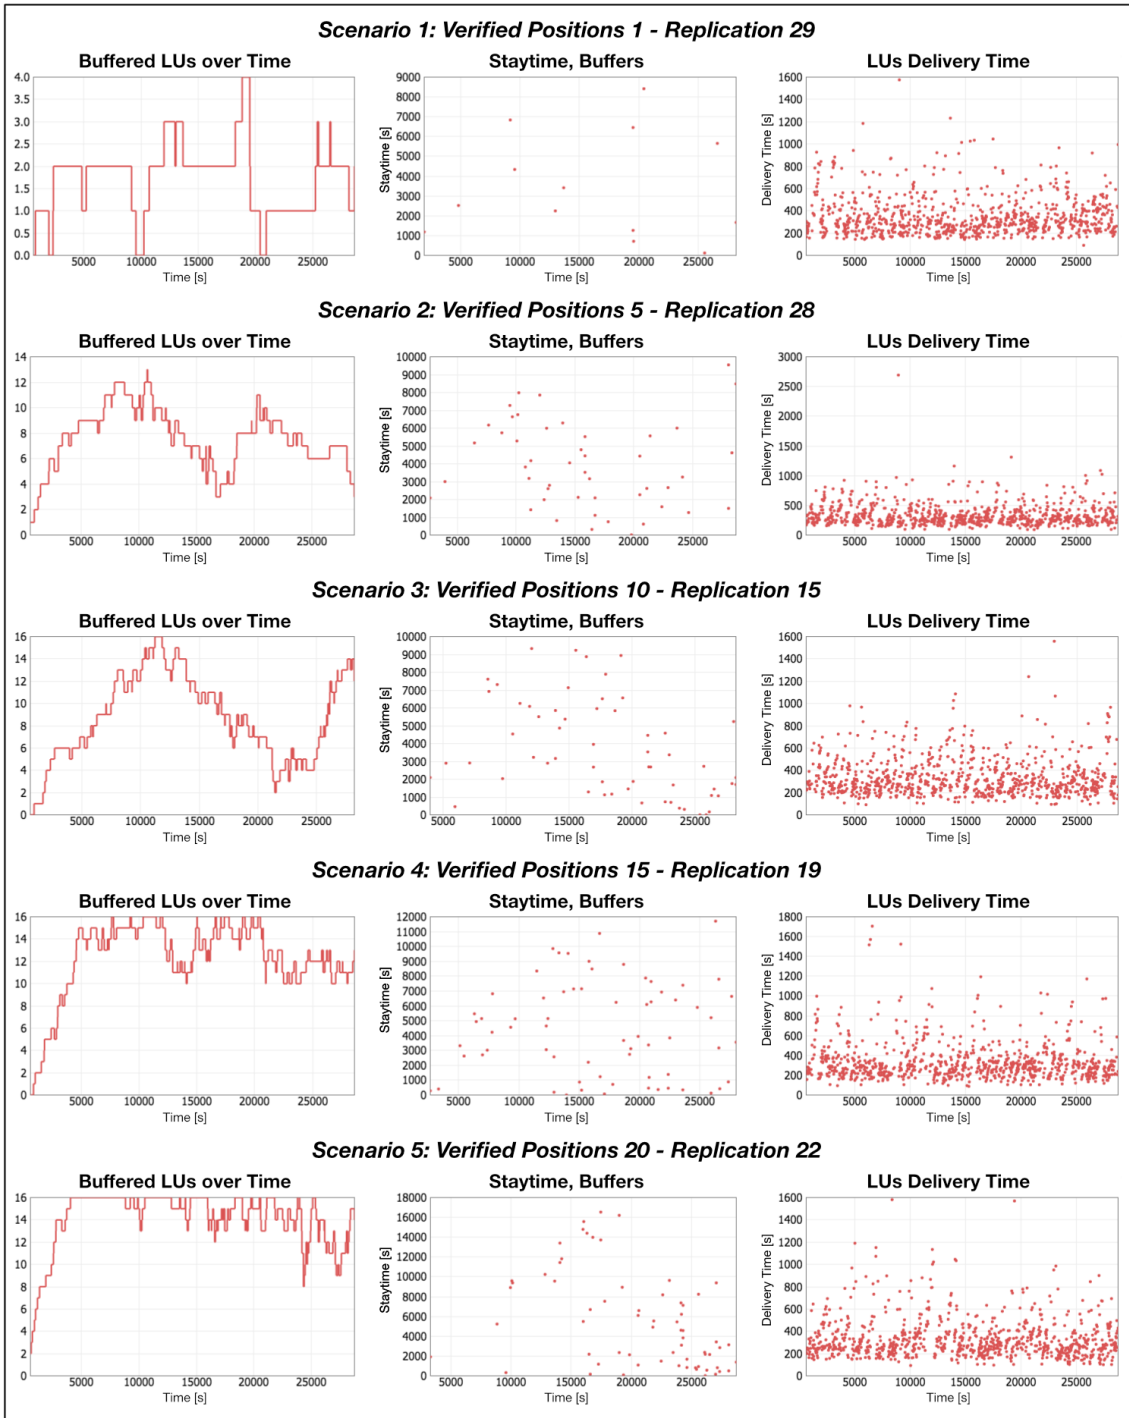 Scenario 1: Verified Positions 1 - Replication 29
Buffered LUs over Time
4.0
3.5
3.0
2.5
2.0
1.5
1.0
0.5
0.0
5000 10000 15000 20000 25000
Time [s]
Staytime, Buffers
Staytime [s]
9000
8000
7000
6000
5000
4000
3000
2000
1000
0
5000 10000 15000 20000 25000
Time [s]
LUs Delivery Time
Delivery Time [s]
1600
1400
1200
1000
800
600
400
200
0
5000 10000 15000 20000 25000
Time [s]
Scenario 2: Verified Positions 5 - Replication 28
Buffered LUs over Time
14
12
10
8
6
4
2
0
5000 10000 15000 20000 25000
Time [s]
Staytime, Buffers
Staytime [s]
10000
9000
8000
7000
6000
5000
4000
3000
2000
1000
0
5000 10000 15000 20000 25000
Time [s]
LUs Delivery Time
Delivery Time [s]
3000
2500
2000
1500
1000
500
0
5000 10000 15000 20000 25000
Time [s]
Scenario 3: Verified Positions 10 - Replication 15
Buffered LUs over Time
16
14
12
10
8
6
4
2
0
5000 10000 15000 20000 25000
Time [s]
Staytime, Buffers
Staytime [s]
10000
9000
8000
7000
6000
5000
4000
3000
2000
1000
0
5000 10000 15000 20000 25000
Time [s]
LUs Delivery Time
Delivery Time [s]
1600
1400
1200
1000
800
600
400
200
0
5000 10000 15000 20000 25000
Time [s]
Scenario 4: Verified Positions 15 - Replication 19
Buffered LUs over Time
16
14
12
10
8
6
4
2
0
5000 10000 15000 20000 25000
Time [s]
Staytime, Buffers
Staytime [s]
12000
11000
10000
9000
8000
7000
6000
5000
4000
3000
2000
1000
0
5000 10000 15000 20000 25000
Time [s]
LUs Delivery Time
Delivery Time [s]
1800
1600
1400
1200
1000
800
600
400
200
0
5000 10000 15000 20000 25000
Time [s]
Scenario 5: Verified Positions 20 - Replication 22
Buffered LUs over Time
16
14
12
10
8
6
4
2
0
5000 10000 15000 20000 25000
Time [s]
Staytime, Buffers
Staytime [s]
18000
16000
14000
12000
10000
8000
6000
4000
2000
0
5000 10000 15000 20000 25000
Time [s]
LUs Delivery Time
Delivery Time [s]
1600
1400
1200
1000
800
600
400
200
0
5000 10000 15000 20000 25000
Time [s]